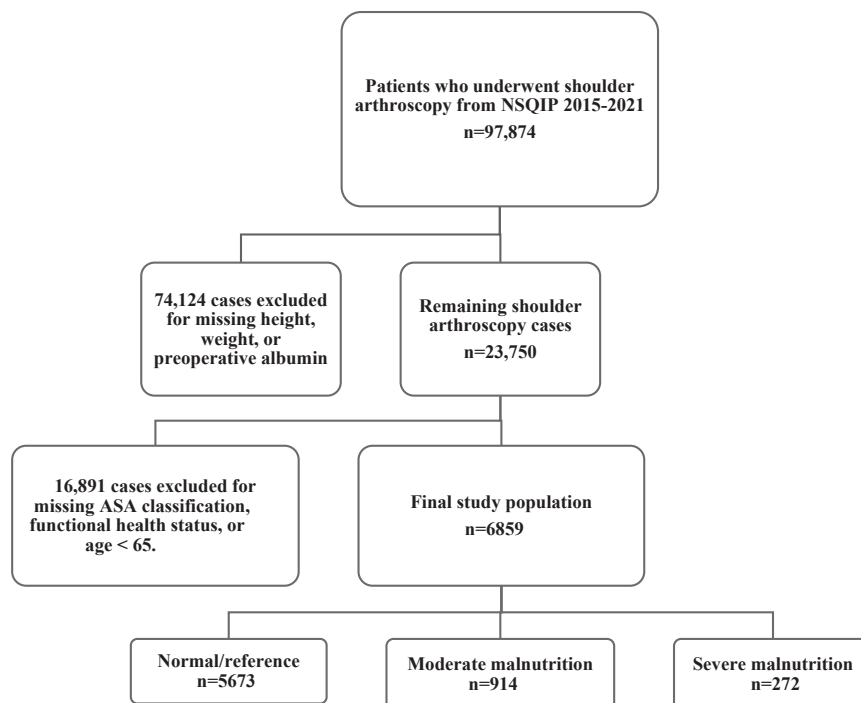 Patients who underwent shoulder
arthroscopy from NSQIP 2015-2021
n=97,874
74,124 cases excluded
for missing height,
weight, or
preoperative albumin
Remaining shoulder
arthroscopy cases
n=23,750
16,891 cases excluded for
missing ASA classification,
functional health status, or
age < 65.
Final study population
n=6859
Normal/reference
n=5673
Moderate malnutrition
n=914
Severe malnutrition
n=272